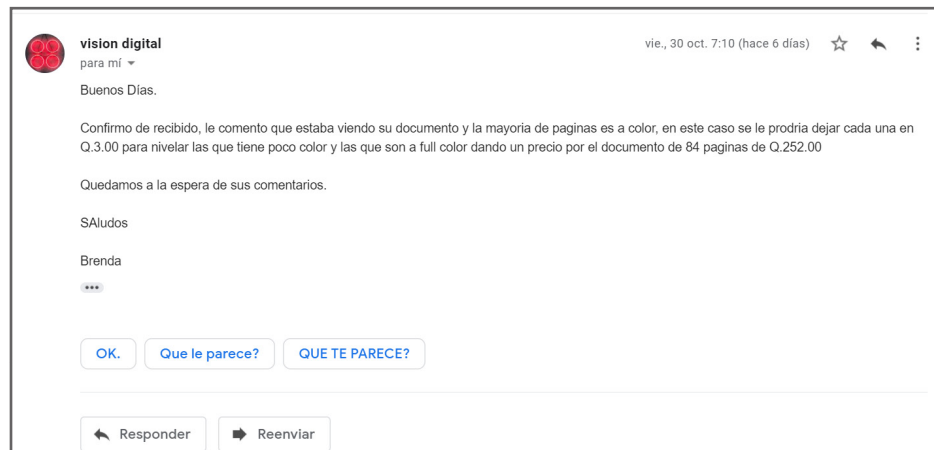 vision digital
vie., 30 oct. 7:10 (hace 6 días)
para mí
Buenos Días.
Confirmo de recibido, le comento que estaba viendo su documento y la mayoria de paginas es a color, en este caso se le prodria dejar cada una en
Q.3.00 para nivelar las que tiene poco color y las que son a full color dando un precio por el documento de 84 paginas de Q.252.00
Quedamos a la espera de sus comentarios.
SAludos
Brenda
OK.
Que le parece?
QUE TE PARECE?
Responder
Reenviar